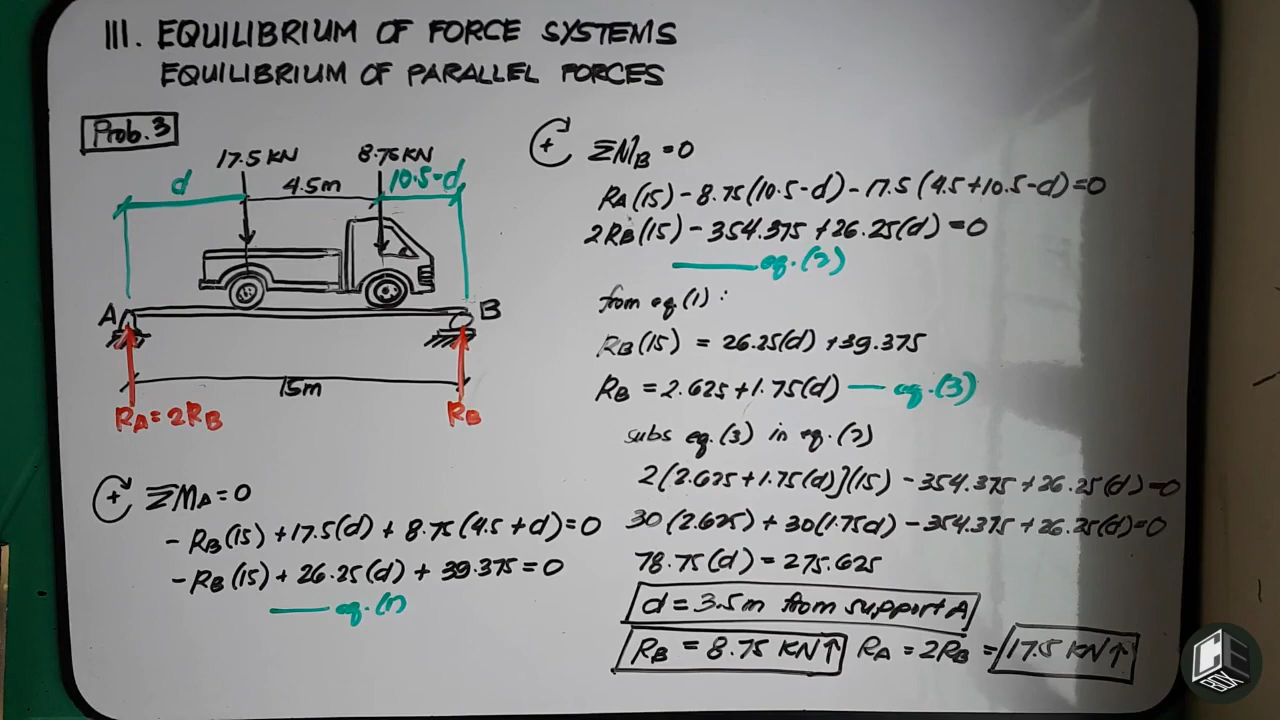 III. EQUILIBRIUM OF FORCE SYSTEMS
EQUILIBRIUM OF PARALLEL FORCES
Prob. 3
17.5 KN
8.75 KN
d
4.5m
10.5-d
A
B
15m
RA = 2RB
RB
+ ΣMA = 0
- RB (15) + 17.5(d) + 8.75 (4.5 + d) = 0
- RB (15) + 26.25 (d) + 39.375 = 0
eq. (1)
+ ΣMB = 0
RA (15) - 8.75 (10.5 - d) - 17.5 (4.5 + 10.5 - d) = 0
2RB (15) - 354.375 + 26.25 (d) = 0
eq. (2)
from eq (1) :
RB (15) = 26.25(d) + 39.375
RB = 2.625 + 1.75 (d) — eq. (3)
subs eq. (3) in eq. (2)
2 [2.625 + 1.75 (d)] (15) - 354.375 + 26.25 (d) = 0
30 (2.625) + 30 (1.75d) - 354.375 + 26.25 (d) = 0
78.75 (d) = 275.625
d = 3.5m from support A
RB = 8.75 KN↑ RA = 2RB = 17.5 KN↑
CE
BOX